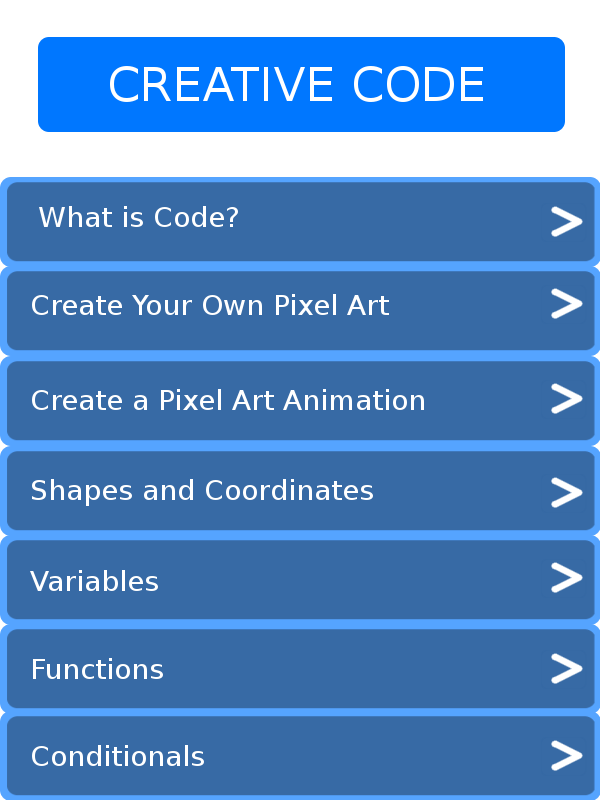 CREATIVE CODE
What is Code?
Create Your Own Pixel Art
Create a Pixel Art Animation
Shapes and Coordinates
Variables
Functions
Conditionals